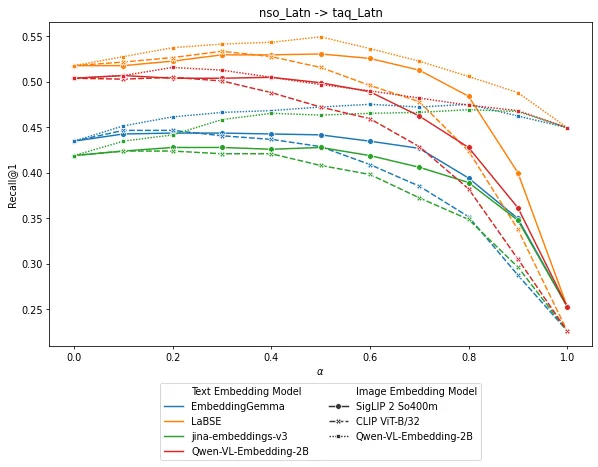 nso_Latn -> taq_Latn
0.55
0.50
0.45
0.40
0.35
0.30
0.25
Recall@1
0.0 0.2 0.4 0.6 0.8 1.0
α
Text Embedding Model
EmbeddingGemma
LaBSE
jina-embeddings-v3
Qwen-VL-Embedding-2B
Image Embedding Model
SigLIP 2 So400m
CLIP ViT-B/32
Qwen-VL-Embedding-2B